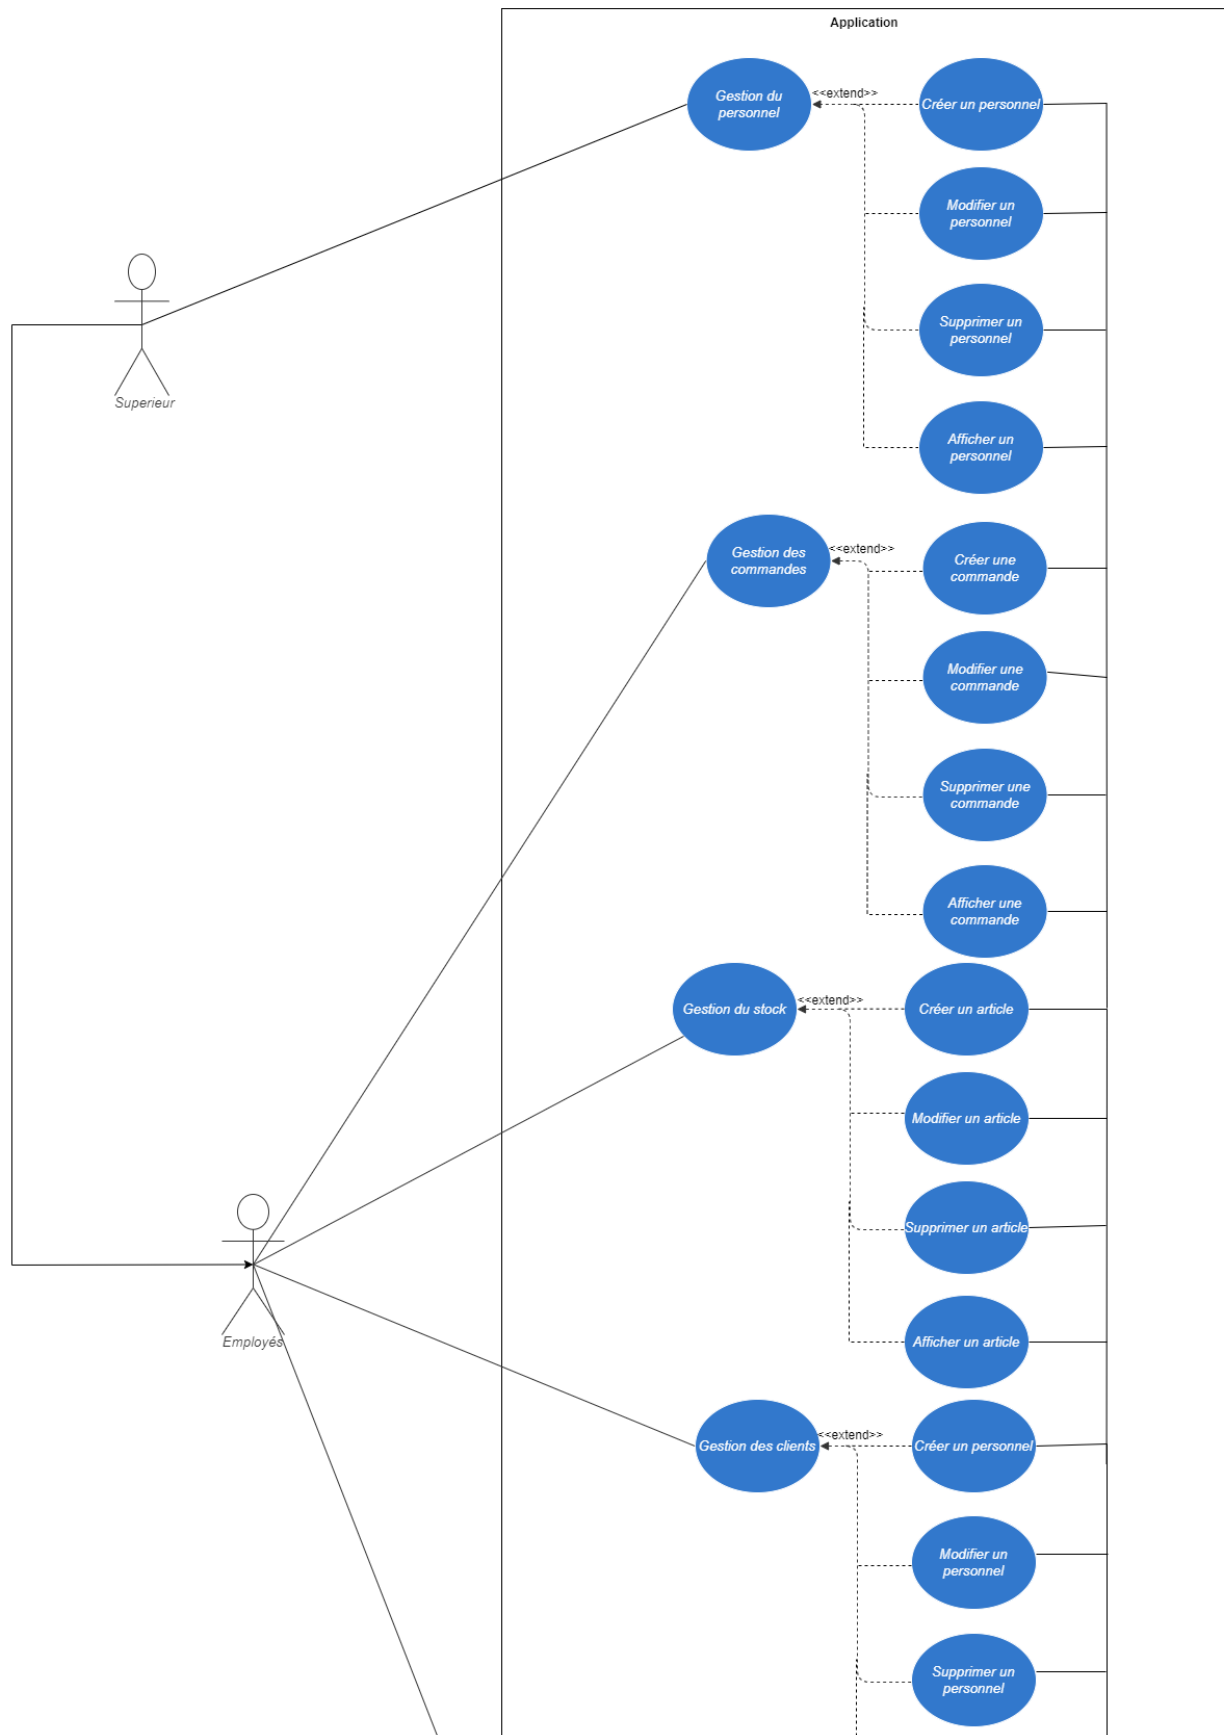 Application
Gestion du
personnel
<<extend>>
Créer un personnel
Modifier un
personnel
Supprimer un
personnel
Superieur
Afficher un
personnel
Gestion des
commandes
<<extend>>
Créer une
commande
Modifier une
commande
Supprimer une
commande
Afficher une
commande
Gestion du stock
<<extend>>
Créer un article
Modifier un article
Supprimer un article
Employés
Afficher un article
Gestion des clients
<<extend>>
Créer un personnel
Modifier un
personnel
Supprimer un
personnel